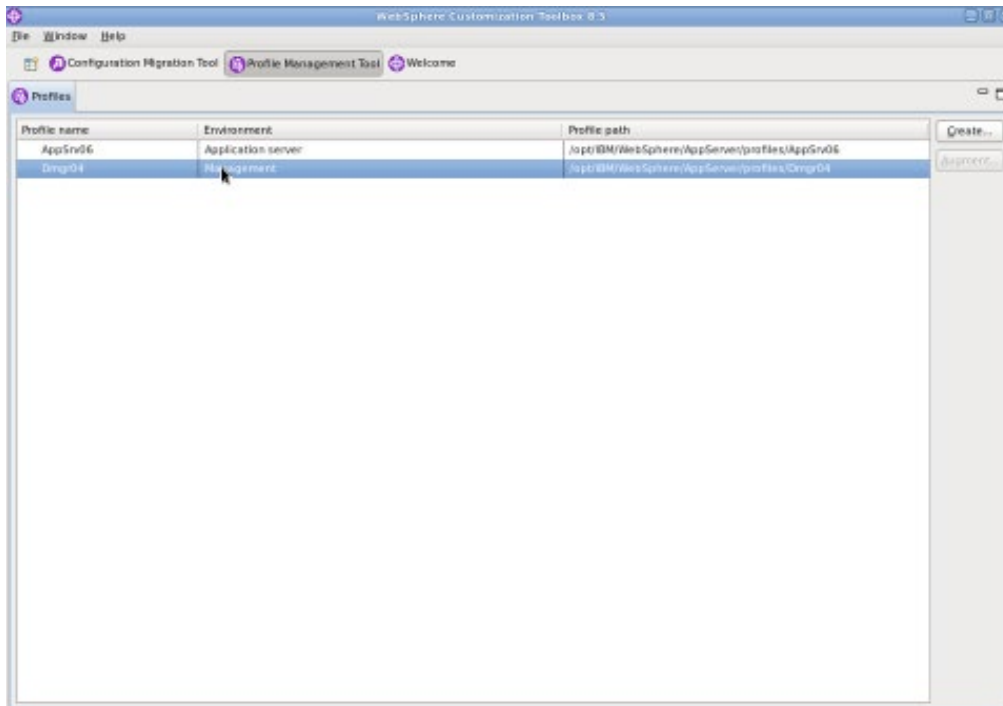 WebSphere Customization Toolbox 8.5
File Window Help
Configuration Migration Tool Profile Management Tool Welcome
Profiles
Profile name Environment Profile path Create...
AppSrv06 Application server /opt/IBM/WebSphere/AppServer/profiles/AppSrv06
Dmgr04 Management /opt/IBM/WebSphere/AppServer/profiles/Dmgr04 Augment...